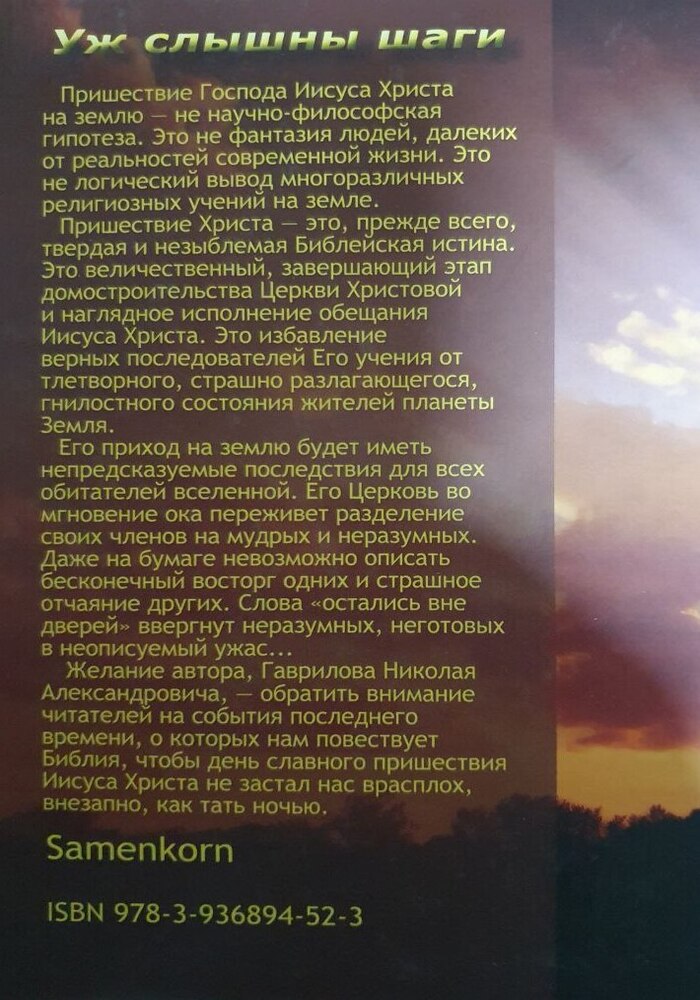 Уж слышны шаги
Пришествие Господа Иисуса Христа
на землю — не научно-философская
гипотеза. Это не фантазия людей, далеких
от реальностей современной жизни. Это
не логический вывод многоразличных
религиозных учений на земле.
Пришествие Христа — это, прежде всего,
твердая и незыблемая Библейская истина.
Это величественный, завершающий этап
домостроительства Церкви Христовой
и наглядное исполнение обещания
Иисуса Христа. Это избавление
верных последователей Его учения от
тлетворного, страшно разлагающегося,
гнилостного состояния жителей планеты
Земля.
Его приход на землю будет иметь
непредсказуемые последствия для всех
обитателей вселенной. Его Церковь во
мгновение ока переживет разделение
своих членов на мудрых и неразумных.
Даже на бумаге невозможно описать
бесконечный восторг одних и страшное
отчаяние других. Слова «остались вне
дверей» ввергнут неразумных, неготовых
в неописуемый ужас...
Желание автора, Гаврилова Николая
Александровича, — обратить внимание
читателей на события последнего
времени, о которых нам повествует
Библия, чтобы день славного пришествия
Иисуса Христа не застал нас врасплох,
внезапно, как тать ночью.
Samenkorn
ISBN 978-3-936894-52-3